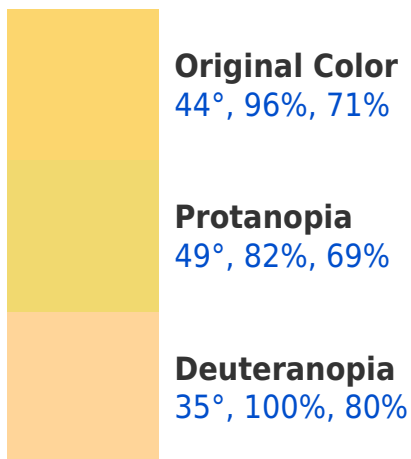 Original Color
44°, 96%, 71%
Protanopia
49°, 82%, 69%
Deuteranopia
35°, 100%, 80%